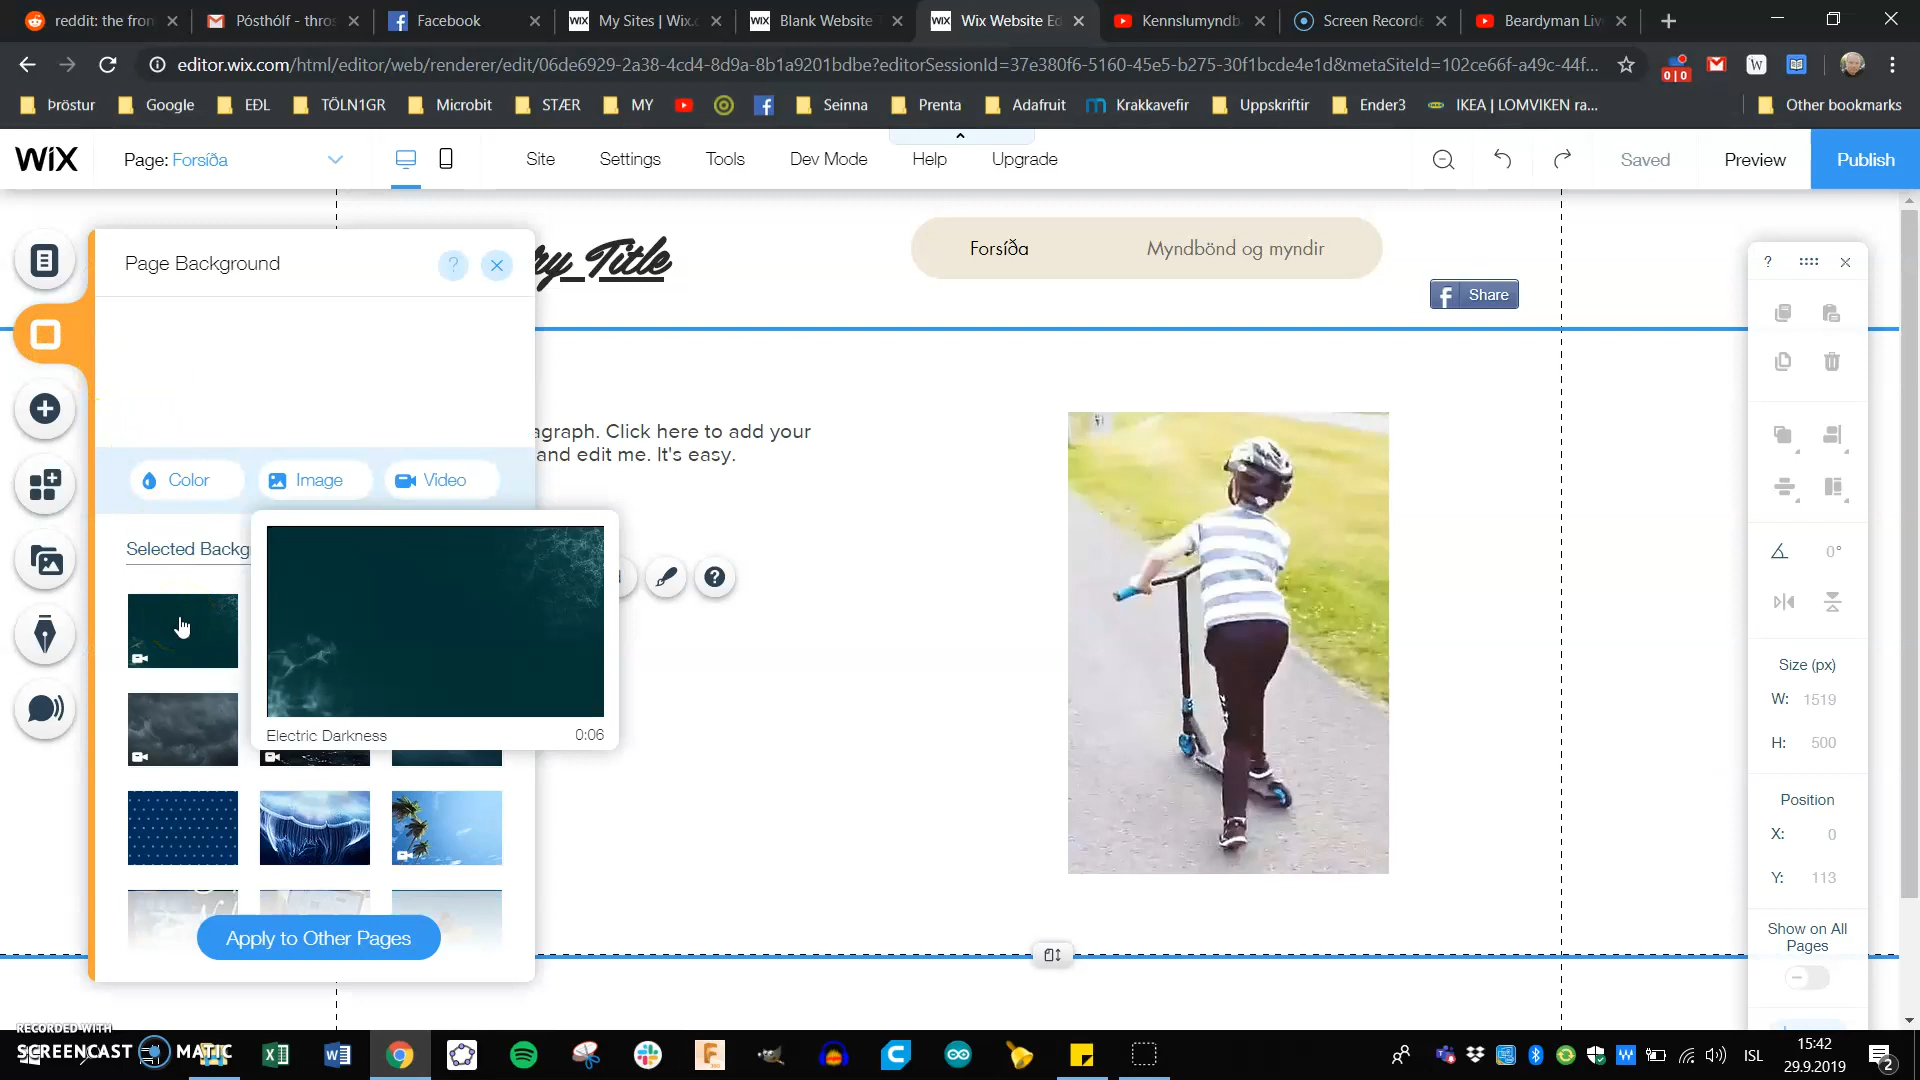 reddit: the fron
Pósthólf - thros
Facebook
My Sites | Wix.c
Blank Website T
Wix Website Ed
Kennslumyndb
Screen Recorde
Beardyman Liv
editor.wix.com/html/editor/web/renderer/edit/06de6929-2a38-4cd4-8d9a-8b1a9201bdbe?editorSessionId=37e380f6-5160-45e5-b275-30f1bcde4e1d&metaSiteId=102ce66f-a49c-44f...
Þröstur
Google
EÐL
TÖLN1GR
Microbit
STÆR
MY
Seinna
Prenta
Adafruit
Krakkavefir
Uppskriftir
Ender3
IKEA | LOMVIKEN ra...
Other bookmarks
WiX
Page: Forsíða
Site
Settings
Tools
Dev Mode
Help
Upgrade
Saved
Preview
Publish
Page Background
?
ry Title
Forsíða
Myndbönd og myndir
Share
agraph. Click here to add your
and edit me. It's easy.
Color
Image
Video
Selected Backg
Electric Darkness
0:06
Apply to Other Pages
?
0°
Size (px)
W: 1519
H: 500
Position
X: 0
Y: 113
Show on All
Pages
RECORDED WITH
SCREENCAST MATIC
ISL
15:42
29.9.2019
2